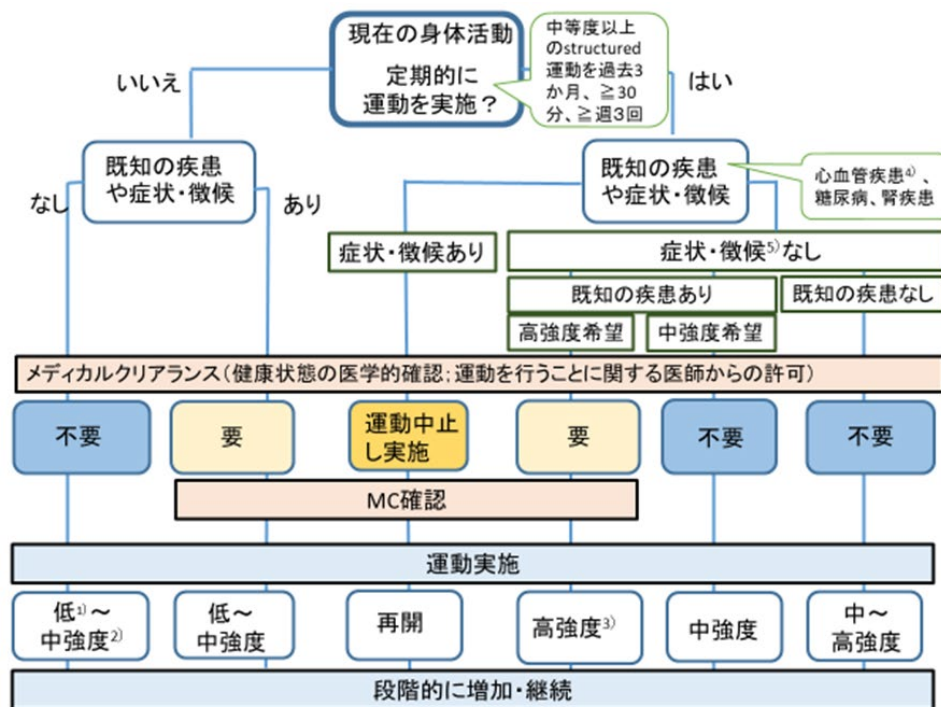 現在の身体活動
定期的に
運動を実施？
中等度以上
のstructured
運動を過去3
か月、≧30
分、≧週３回
いいえ
はい
既知の疾患
や症状・徴候
なし
あり
既知の疾患
や症状・徴候
心血管疾患4）、
糖尿病、腎疾患
症状・徴候あり
症状・徴候5）なし
既知の疾患あり
既知の疾患なし
高強度希望
中強度希望
メディカルクリアランス（健康状態の医学的確認；運動を行うことに関する医師からの許可）
不要
要
運動中止
し実施
要
不要
不要
MC確認
運動実施
低1）～
中強度2）
低～
中強度
再開
高強度3）
中強度
中～
高強度
段階的に増加・継続